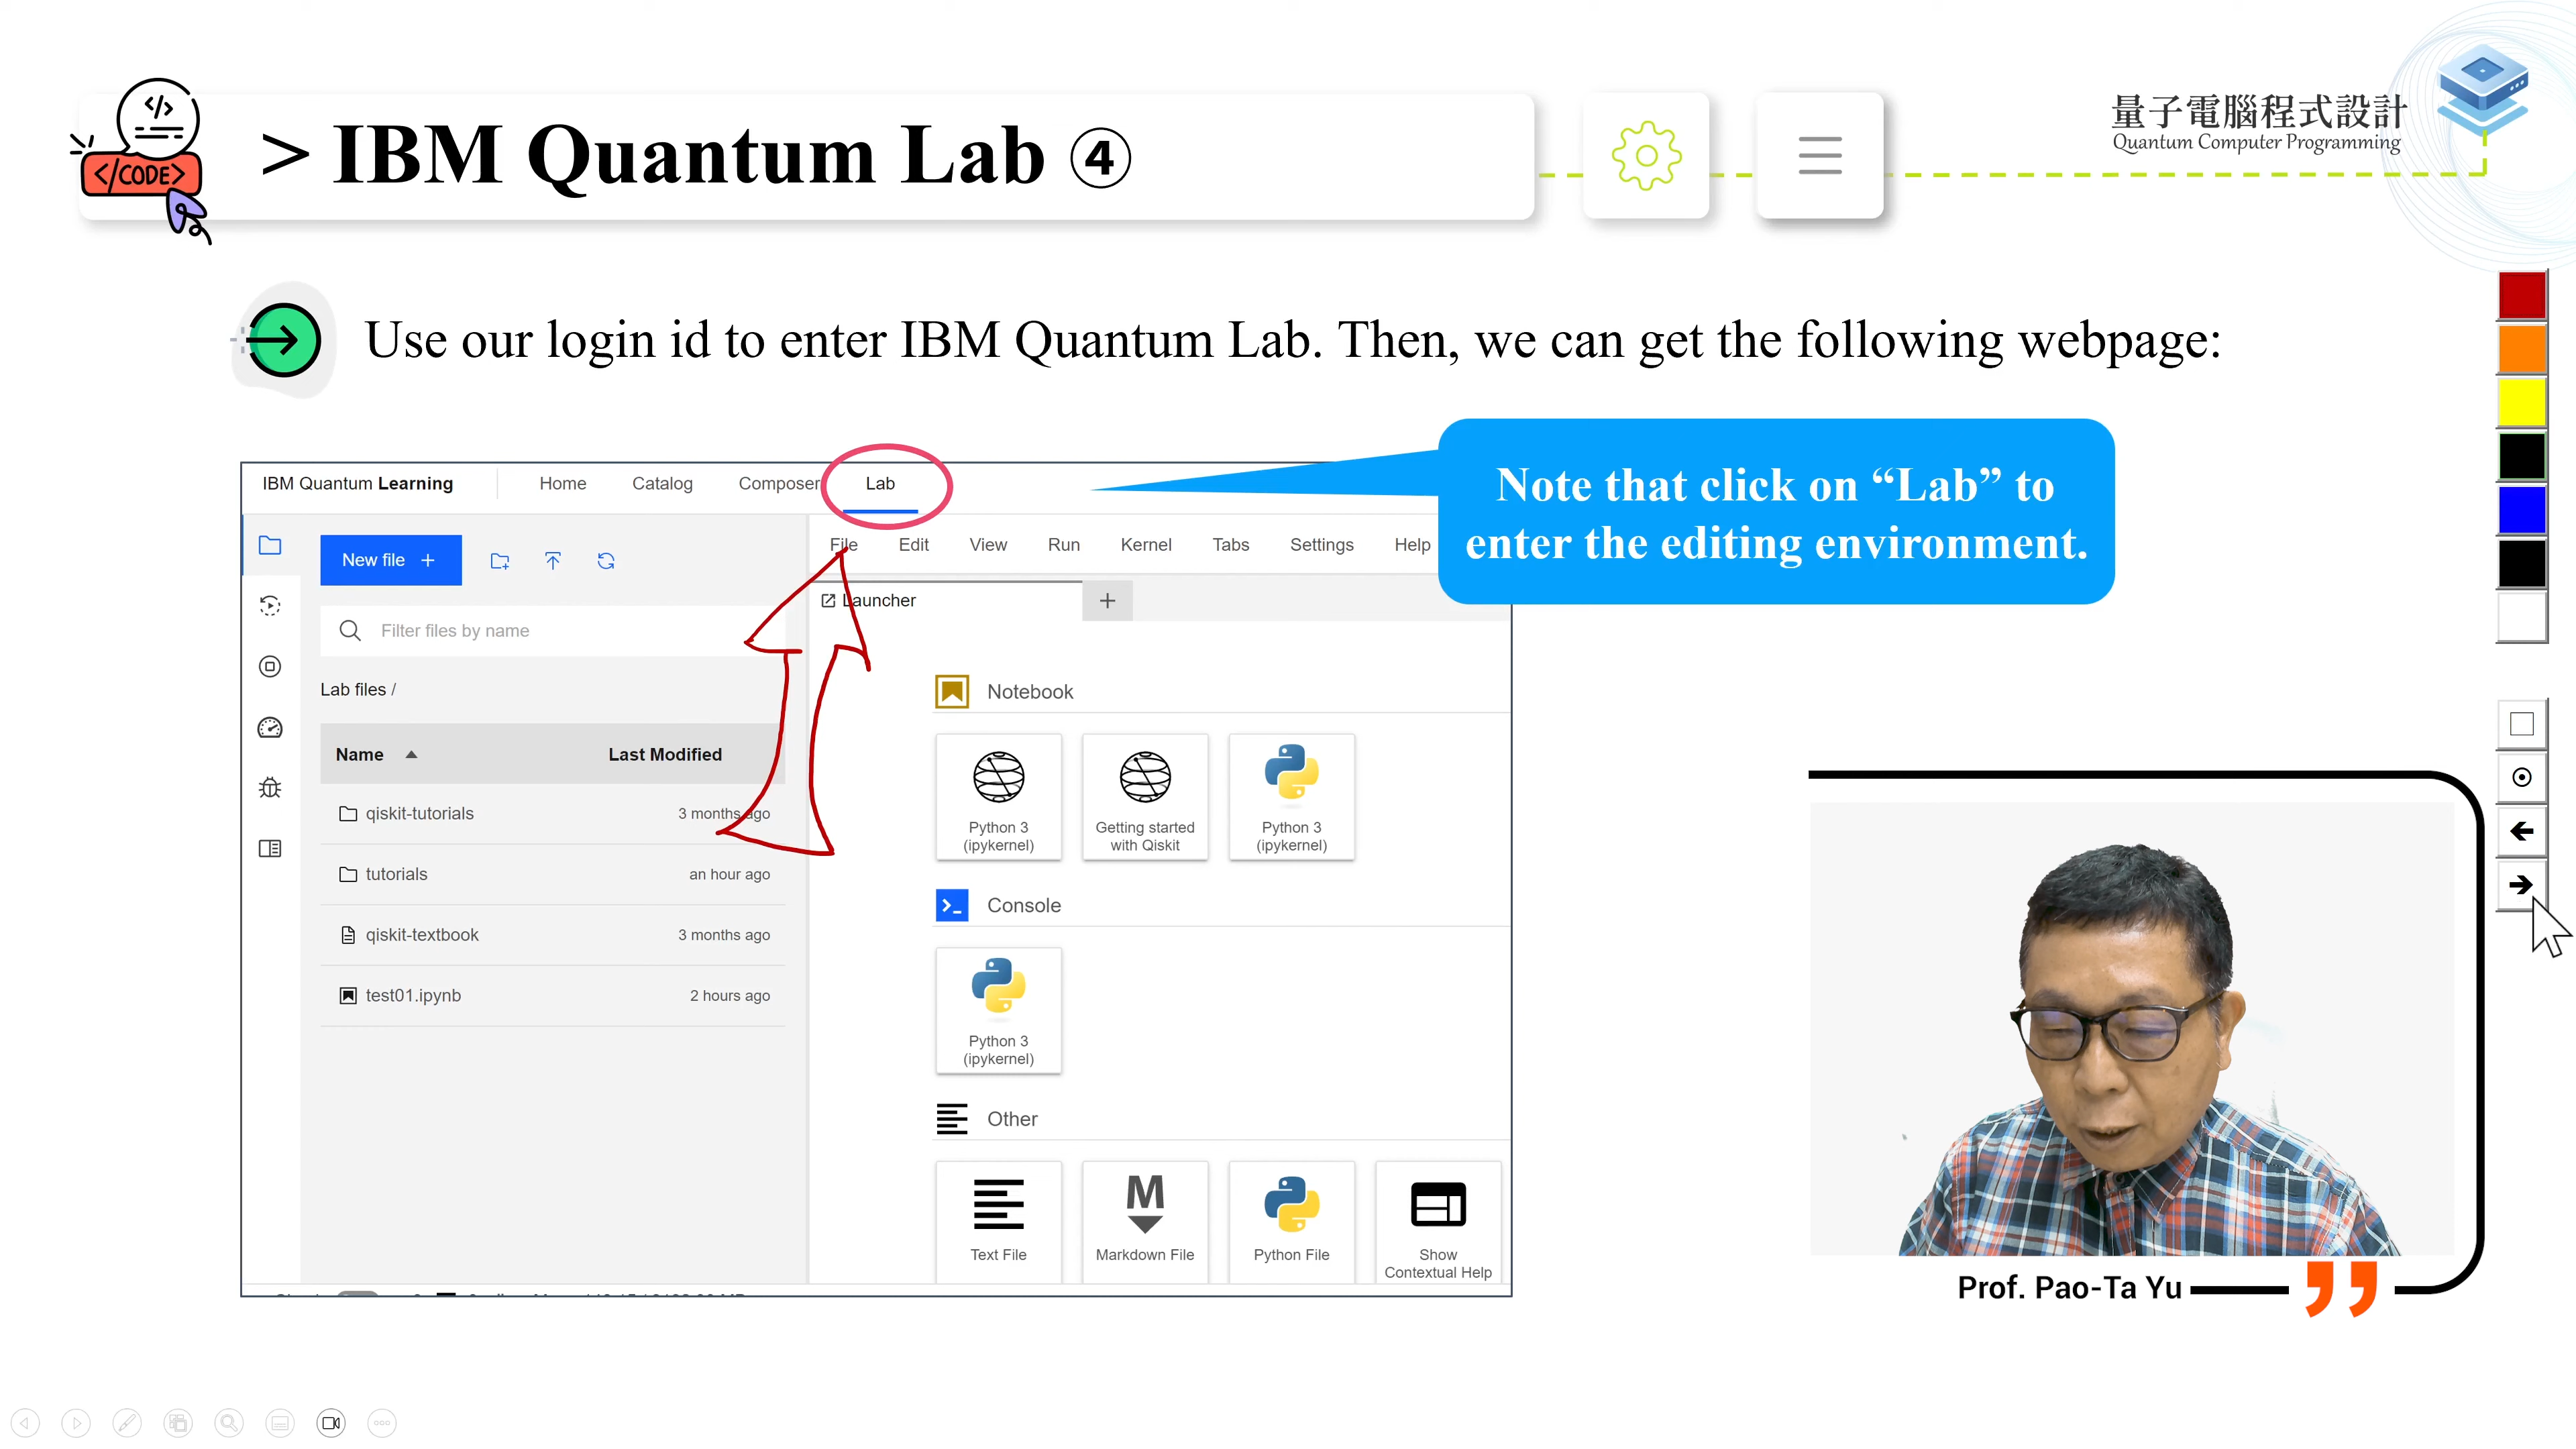 </>
</CODE>
> IBM Quantum Lab ④
量子電腦程式設計
Quantum Computer Programming
Use our login id to enter IBM Quantum Lab. Then, we can get the following webpage:
Note that click on “Lab” to
enter the editing environment.
IBM Quantum Learning
Home Catalog Composer Lab
New file +
File Edit View Run Kernel Tabs Settings Help
Launcher
Filter files by name
Lab files /
Name Last Modified
qiskit-tutorials 3 months ago
tutorials an hour ago
qiskit-textbook 3 months ago
test01.ipynb 2 hours ago
Notebook
Python 3
(ipykernel)
Getting started
with Qiskit
Python 3
(ipykernel)
Console
Python 3
(ipykernel)
Other
Text File
Markdown File
Python File
Show
Contextual Help
Prof. Pao-Ta Yu